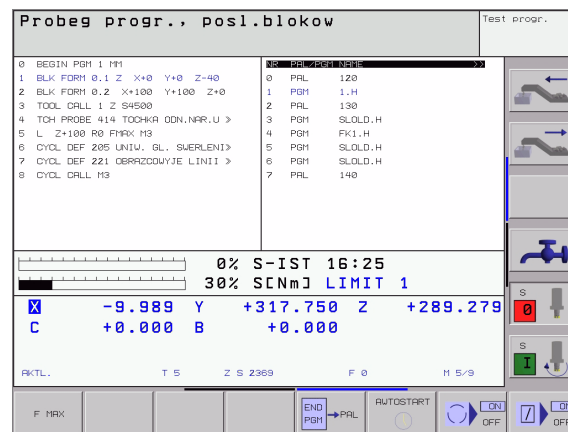 Probeg progr., posl.blokow
Test progr.
0 BEGIN PGM 1 MM
1 BLK FORM 0.1 Z X+0 Y+0 Z-40
2 BLK FORM 0.2 X+100 Y+100 Z+0
3 TOOL CALL 1 Z S4500
4 TCH PROBE 414 TOCHKA ODN.NAR.U »
5 L Z+100 R0 FMAX M3
6 CYCL DEF 205 UNIW. GL. SWERLENI»
7 CYCL DEF 221 OBRAZCOWYJE LINII »
8 CYCL CALL M3
NR PAL/PGM NAME >>
0 PAL 120
1 PGM 1.H
2 PAL 130
3 PGM SLOLD.H
4 PGM FK1.H
5 PGM SLOLD.H
6 PGM SLOLD.H
7 PAL 140
0% S-IST 16:25
30% S[Nm] LIMIT 1
X -9.989 Y +317.750 Z +289.279
C +0.000 B +0.000
AKTL. T 5 Z S 2369 F 0 M 5/9
S
0
S
I
F MAX
END PGM → PAL
AUTOSTART
ON
OFF
ON
OFF